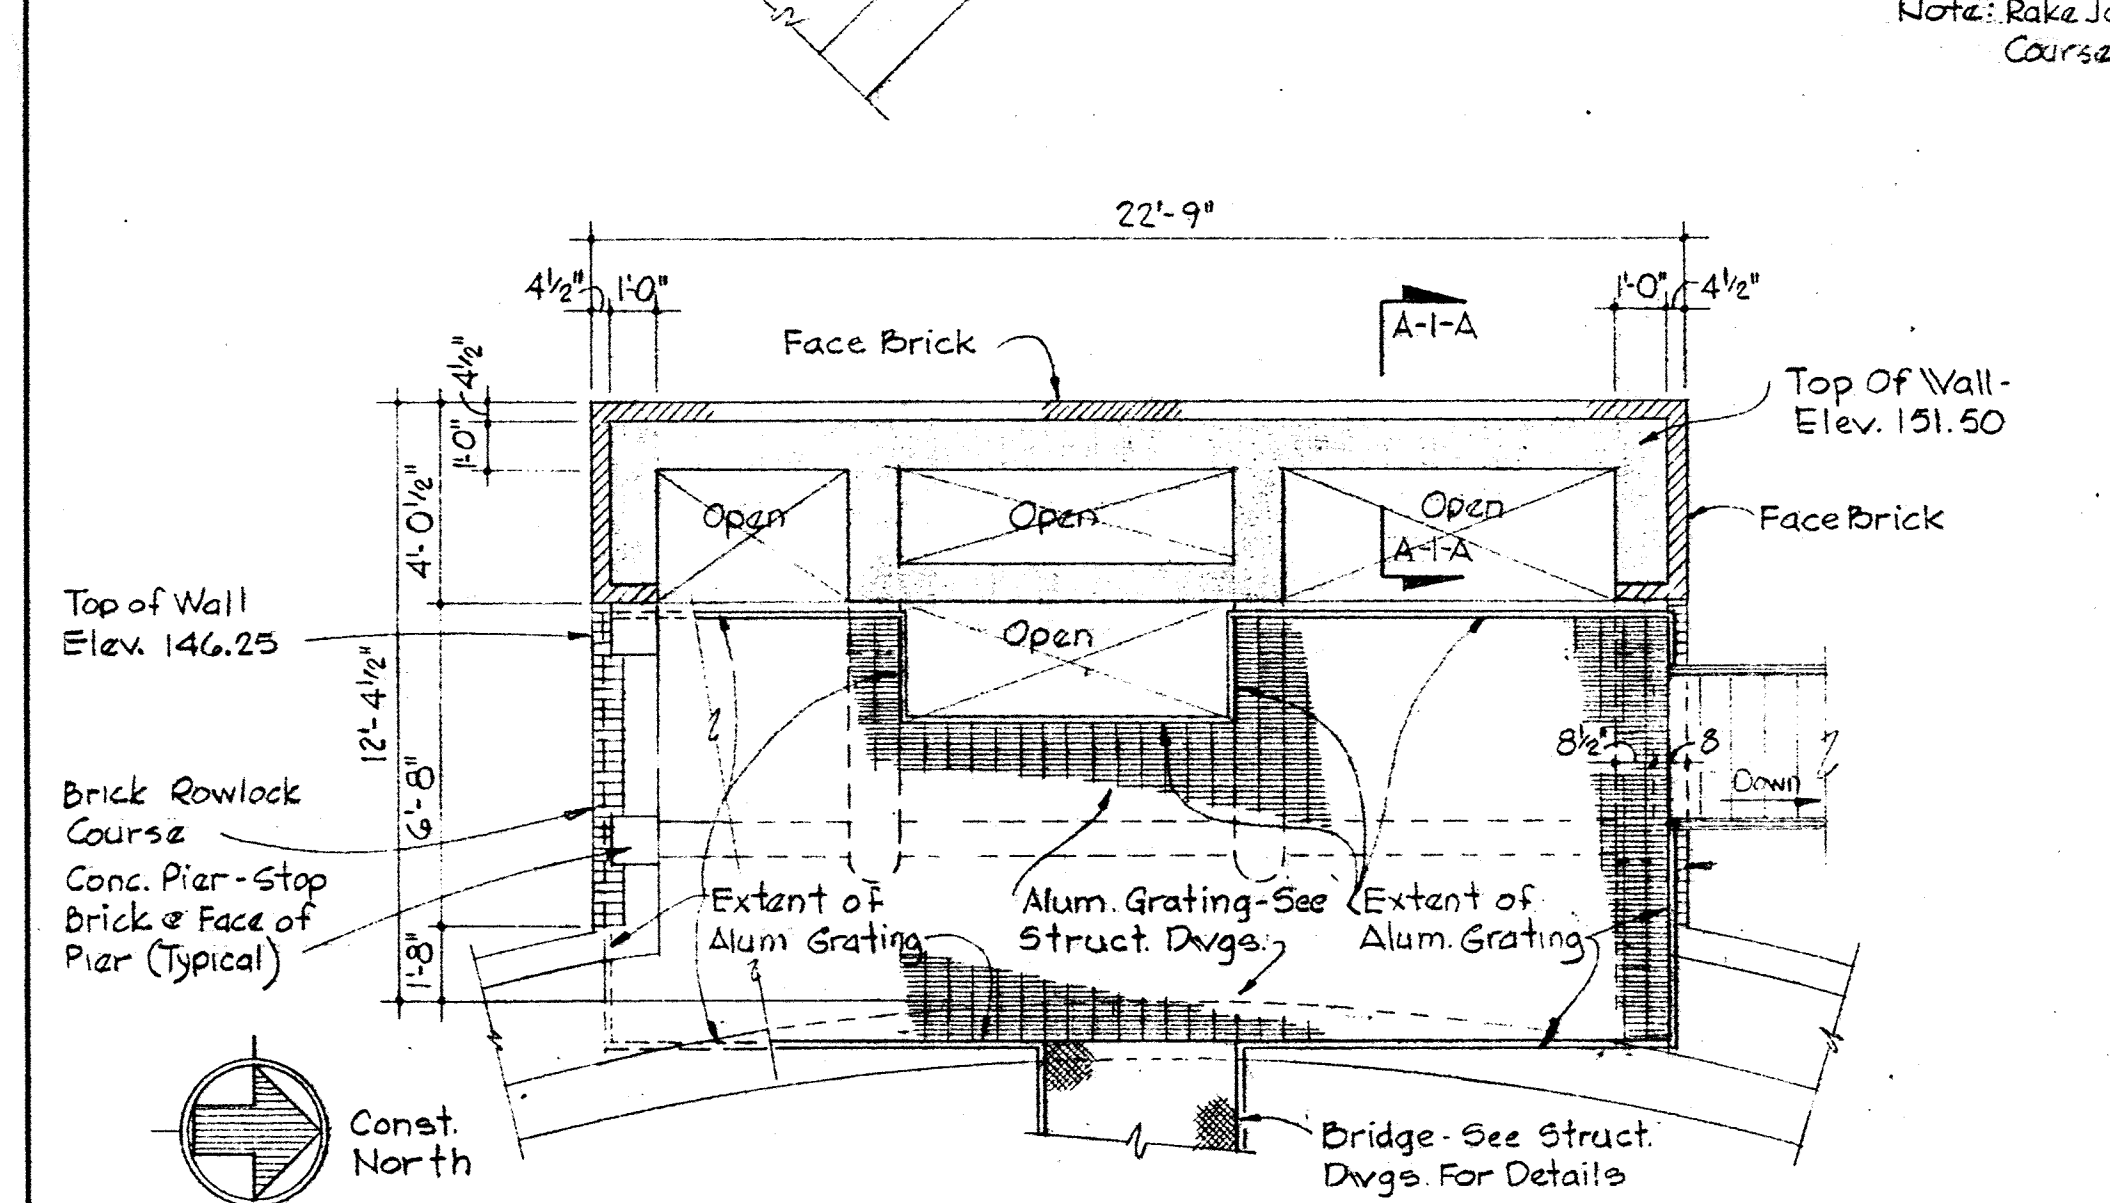 Note: Rake
Course
22'-9"
4½" 1'-0"
1'-0" 4½"
A-1-A
Face Brick
4½"
1'-0"
Top Of Wall-
Elev. 151.50
Open
Open
Open
Face Brick
A-1-A
4'-0½"
Top of Wall
Elev. 146.25
Open
12'-4½"
6'-8"
8½" 8
Down
Brick Rowlock
Course
Conc. Pier-Stop
Brick @ Face of
Pier (Typical)
1'-8"
Extent of
Alum Grating
Alum. Grating-See
Struct. Dwgs.
Extent of
Alum. Grating
Const.
North
Bridge-See Struct.
Dwgs. For Details